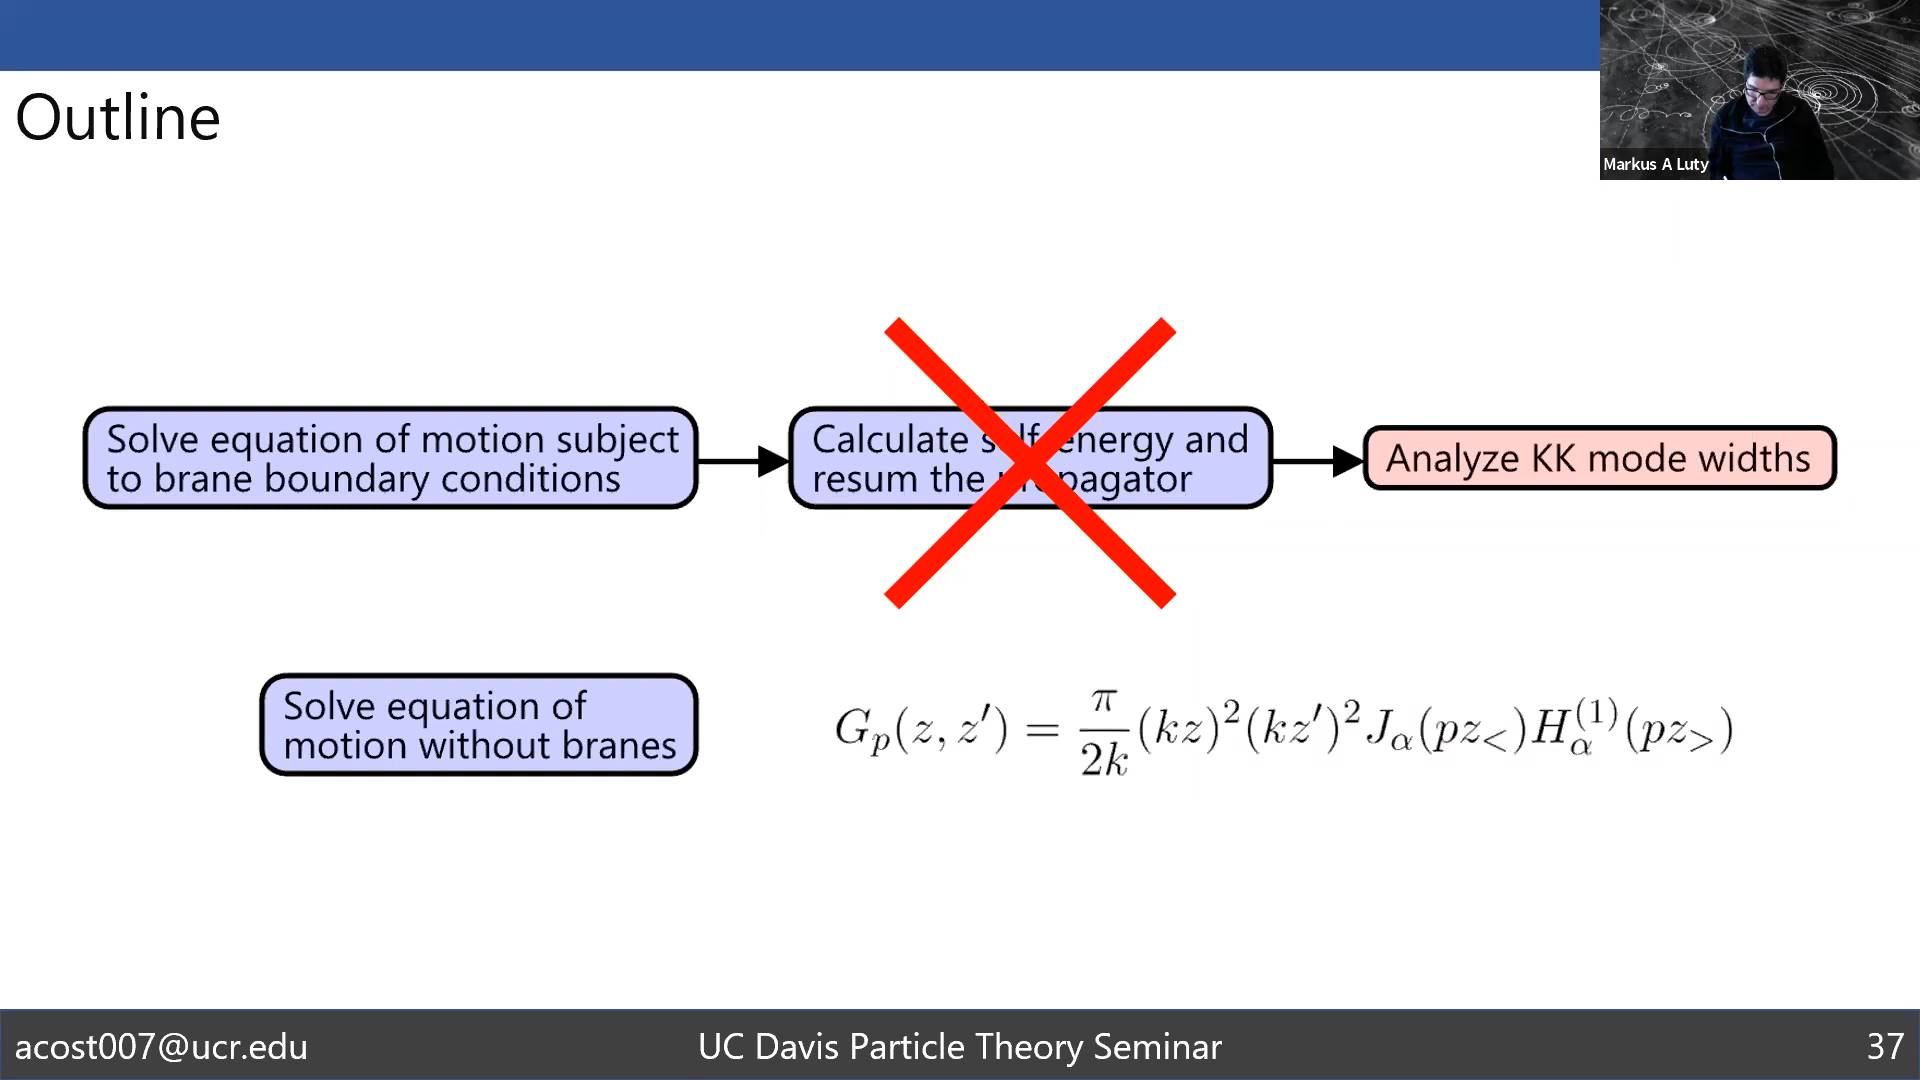 Outline
Markus A Luty
Solve equation of motion subject
to brane boundary conditions
Calculate self-energy and
resum the propagator
Analyze KK mode widths
Solve equation of
motion without branes
G_p(z, z′) = \frac{π}{2k}(kz)^2(kz′)^2 J_α(pz_<)H_α^{(1)}(pz_>)
acost007@ucr.edu
UC Davis Particle Theory Seminar
37